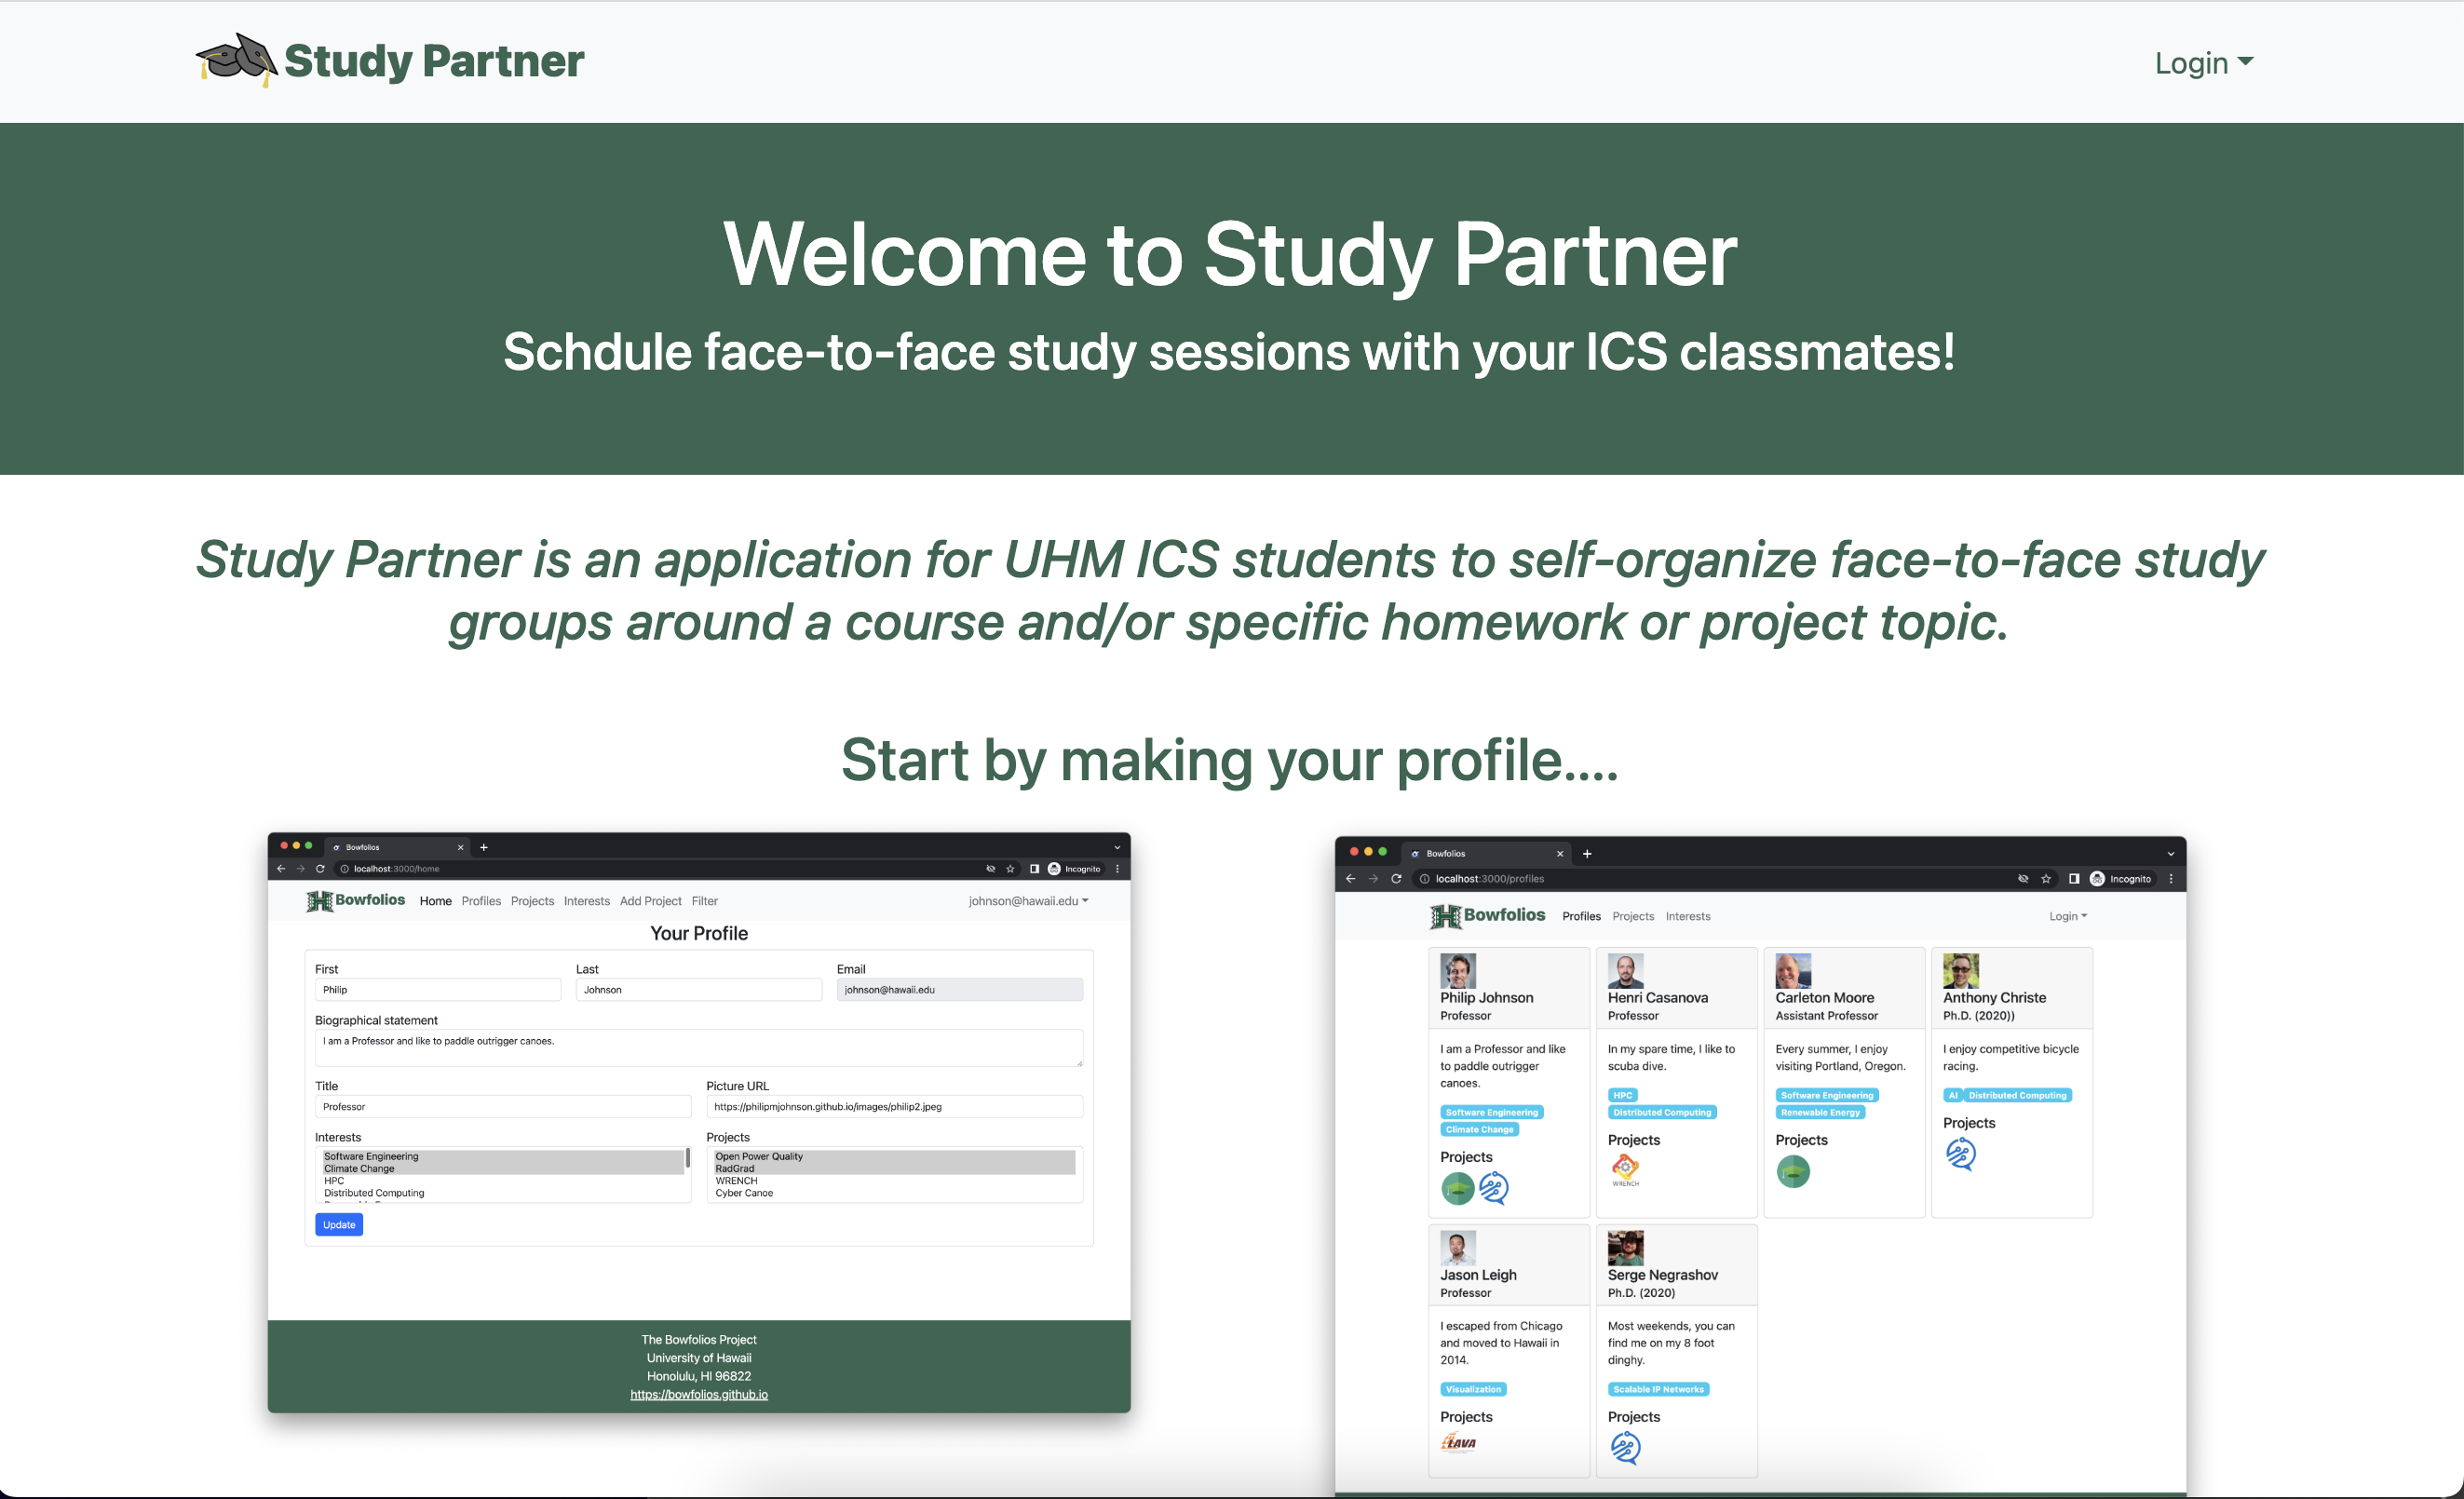 Study Partner
Login
Welcome to Study Partner
Schdule face-to-face study sessions with your ICS classmates!
Study Partner is an application for UHM ICS students to self-organize face-to-face study
groups around a course and/or specific homework or project topic.
Start by making your profile....
Bowfolios
localhost:3000/home
Incognito
Bowfolios Home Profiles Projects Interests Add Project Filter johnson@hawaii.edu
Your Profile
First Last Email
Philip Johnson johnson@hawaii.edu
Biographical statement
I am a Professor and like to paddle outrigger canoes.
Title Picture URL
Professor https://philipmjohnson.github.io/images/philip2.jpeg
Interests Projects
Software Engineering Open Power Quality
Climate Change RadGrad
HPC WRENCH
Distributed Computing Cyber Canoe
Update
The Bowfolios Project
University of Hawaii
Honolulu, HI 96822
https://bowfolios.github.io
Bowfolios
localhost:3000/profiles
Incognito
Bowfolios Profiles Projects Interests Login
Philip Johnson
Professor
I am a Professor and like
to paddle outrigger
canoes.
Software Engineering
Climate Change
Projects
Henri Casanova
Professor
In my spare time, I like to
scuba dive.
HPC
Distributed Computing
Projects
WRENCH
Carleton Moore
Assistant Professor
Every summer, I enjoy
visiting Portland, Oregon.
Software Engineering
Renewable Energy
Projects
Anthony Christe
Ph.D. (2020))
I enjoy competitive bicycle
racing.
AI Distributed Computing
Projects
Jason Leigh
Professor
I escaped from Chicago
and moved to Hawaii in
2014.
Visualization
Projects
LAVA
Serge Negrashov
Ph.D. (2020)
Most weekends, you can
find me on my 8 foot
dinghy.
Scalable IP Networks
Projects